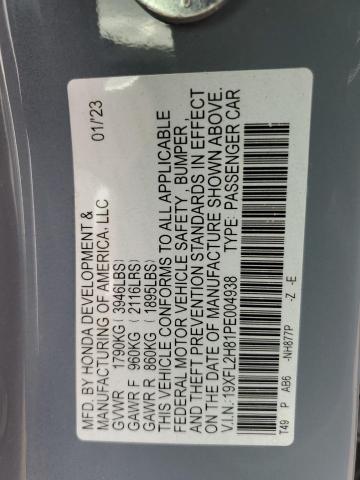 MFD. BY HONDA DEVELOPMENT &
MANUFACTURING OF AMERICA, LLC 01/'23
GVWR 1790KG (3946LBS)
GAWR F 960KG (2116LBS)
GAWR R 860KG (1895LBS)
THIS VEHICLE CONFORMS TO ALL APPLICABLE
FEDERAL MOTOR VEHICLE SAFETY , BUMPER ,
AND THEFT PREVENTION STANDARDS IN EFFECT
ON THE DATE OF MANUFACTURE SHOWN ABOVE.
V.I.N.:19XFL2H81PE004938 TYPE: PASSENGER CAR
T49 P AB6 -NH877P -Z -E